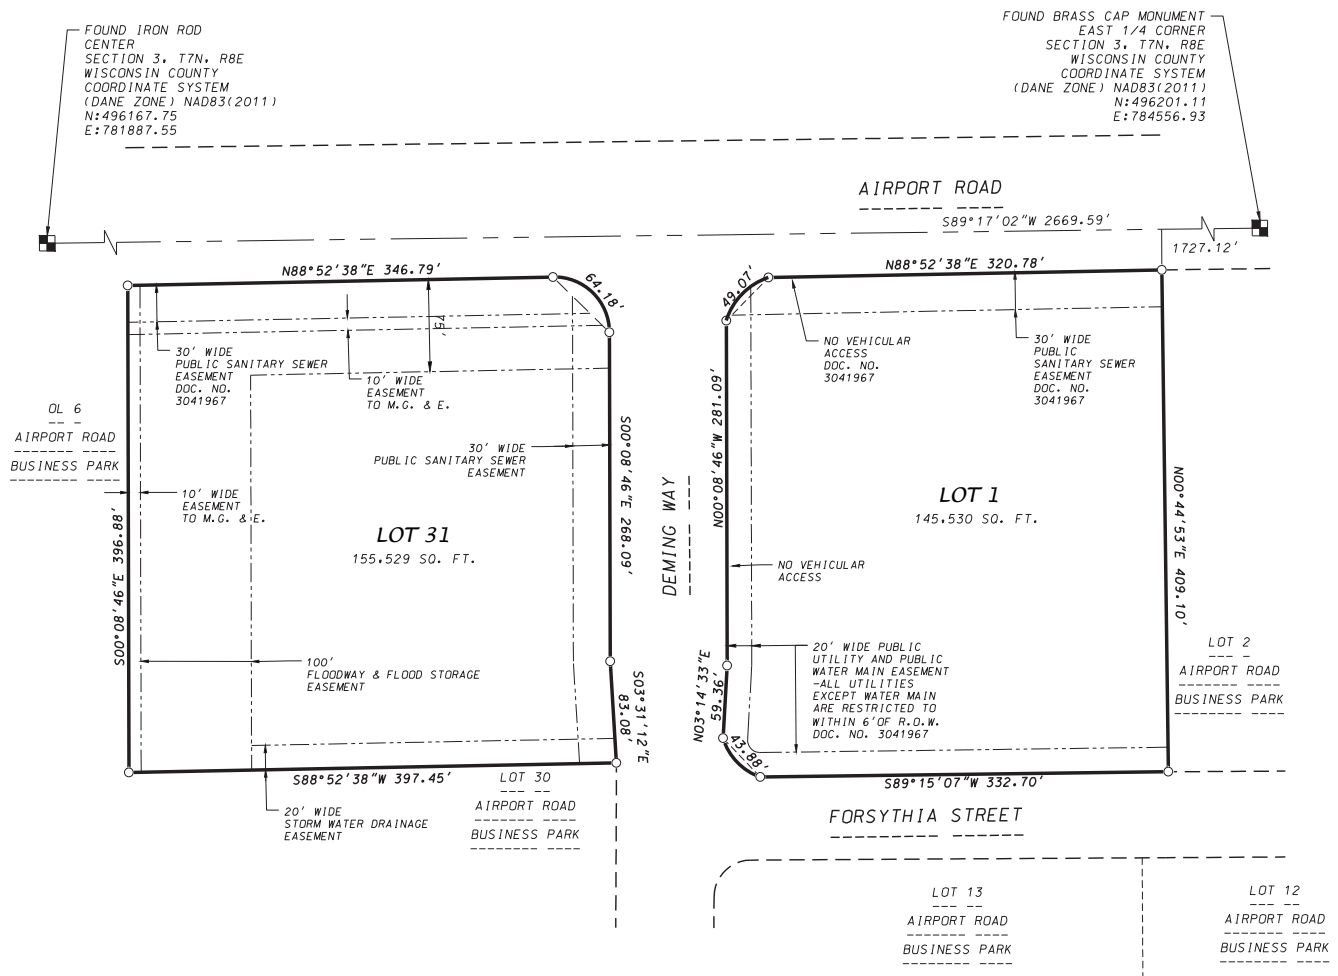 FOUND IRON ROD
CENTER
SECTION 3, T7N, R8E
WISCONSIN COUNTY
COORDINATE SYSTEM
(DANE ZONE) NAD83(2011)
N:496167.75
E:781887.55
FOUND BRASS CAP MONUMENT
EAST 1/4 CORNER
SECTION 3, T7N, R8E
WISCONSIN COUNTY
COORDINATE SYSTEM
(DANE ZONE) NAD83(2011)
N:496201.11
E:784556.93
AIRPORT ROAD
S89°17'02"W 2669.59'
1727.12'
N88°52'38"E 346.79'
64.18'
49.07'
N88°52'38"E 320.78'
75'
30' WIDE
PUBLIC SANITARY SEWER
EASEMENT
DOC. NO.
3041967
10' WIDE
EASEMENT
TO M.G. & E.
NO VEHICULAR
ACCESS
DOC. NO.
3041967
30' WIDE
PUBLIC
SANITARY SEWER
EASEMENT
DOC. NO.
3041967
OL 6
AIRPORT ROAD
BUSINESS PARK
30' WIDE
PUBLIC SANITARY SEWER
EASEMENT
S00°08'46"E 268.09'
N00°08'46"W 281.09'
10' WIDE
EASEMENT
TO M.G. & E.
S00°08'46"E 396.88'
LOT 31
155,529 SQ. FT.
DEMING WAY
LOT 1
145,530 SQ. FT.
N00°44'53"E 409.10'
NO VEHICULAR
ACCESS
100'
FLOODWAY & FLOOD STORAGE
EASEMENT
S03°31'12"E
83.08'
N03°14'33"E
59.36'
43.88'
20' WIDE PUBLIC
UTILITY AND PUBLIC
WATER MAIN EASEMENT
-ALL UTILITIES
EXCEPT WATER MAIN
ARE RESTRICTED TO
WITHIN 6'OF R.O.W.
DOC. NO. 3041967
LOT 2
AIRPORT ROAD
BUSINESS PARK
S88°52'38"W 397.45'
S89°15'07"W 332.70'
20' WIDE
STORM WATER DRAINAGE
EASEMENT
LOT 30
AIRPORT ROAD
BUSINESS PARK
FORSYTHIA STREET
LOT 13
AIRPORT ROAD
BUSINESS PARK
LOT 12
AIRPORT ROAD
BUSINESS PARK